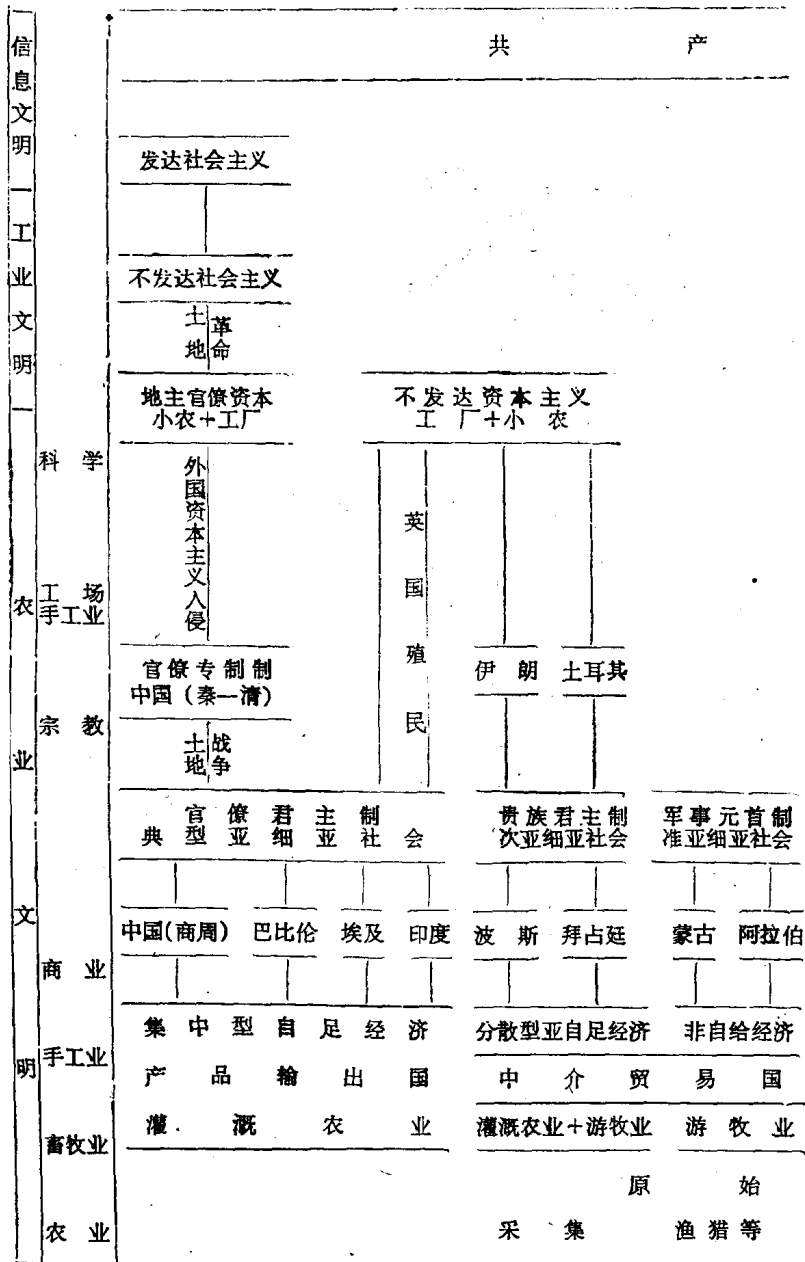 信息文明—工业文明—农业文明
科学
工场
手工业
宗教
商业
手工业
畜牧业
农业
共产
发达社会主义
不发达社会主义
土地革命
地主官僚资本
小农+工厂
不发达资本主义
工厂+小农
外国资本主义入侵
英国殖民
官僚专制制
中国(秦—清)
伊朗
土耳其
土地战争
官僚君主制
典型亚细亚社会
贵族君主制
次亚细亚社会
军事元首制
准亚细亚社会
中国(商周)
巴比伦
埃及
印度
波斯
拜占廷
蒙古
阿拉伯
集中型自足经济
分散型亚自足经济
非自给经济
产品输出国
中介贸易国
灌溉农业
灌溉农业+游牧业
游牧业
原始
采集
渔猎等